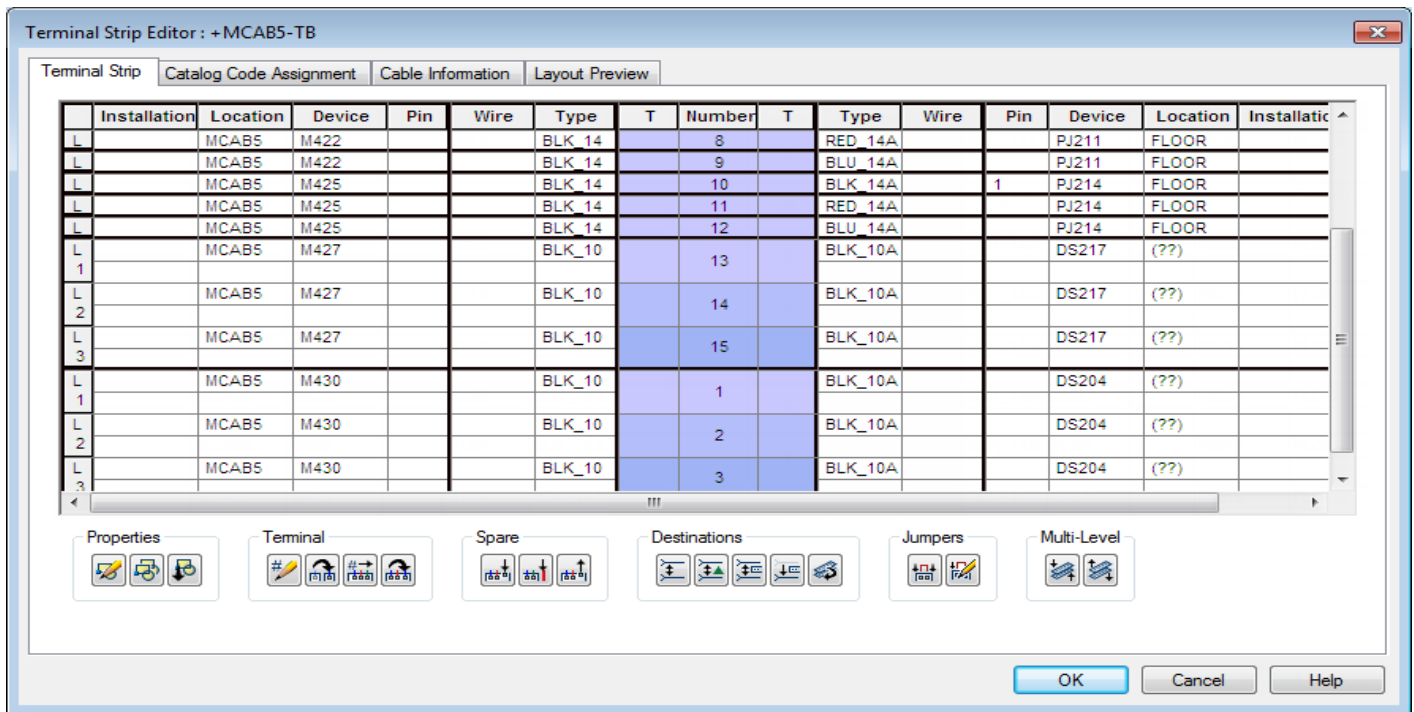 Terminal Strip Editor : +MCAB5-TB
Terminal Strip Catalog Code Assignment Cable Information Layout Preview
Installation Location Device Pin Wire Type T Number T Type Wire Pin Device Location Installatic
L MCAB5 M422 BLK_14 8 RED_14A PJ211 FLOOR
L MCAB5 M422 BLK_14 9 BLU_14A PJ211 FLOOR
L MCAB5 M425 BLK_14 10 BLK_14A 1 PJ214 FLOOR
L MCAB5 M425 BLK_14 11 RED_14A PJ214 FLOOR
L MCAB5 M425 BLK_14 12 BLU_14A PJ214 FLOOR
L MCAB5 M427 BLK_10 BLK_10A DS217 (??)
1 13
L MCAB5 M427 BLK_10 BLK_10A DS217 (??)
2 14
L MCAB5 M427 BLK_10 BLK_10A DS217 (??)
3 15
L MCAB5 M430 BLK_10 BLK_10A DS204 (??)
1 1
L MCAB5 M430 BLK_10 BLK_10A DS204 (??)
2 2
L MCAB5 M430 BLK_10 BLK_10A DS204 (??)
3 3
Properties Terminal Spare Destinations Jumpers Multi-Level
OK Cancel Help